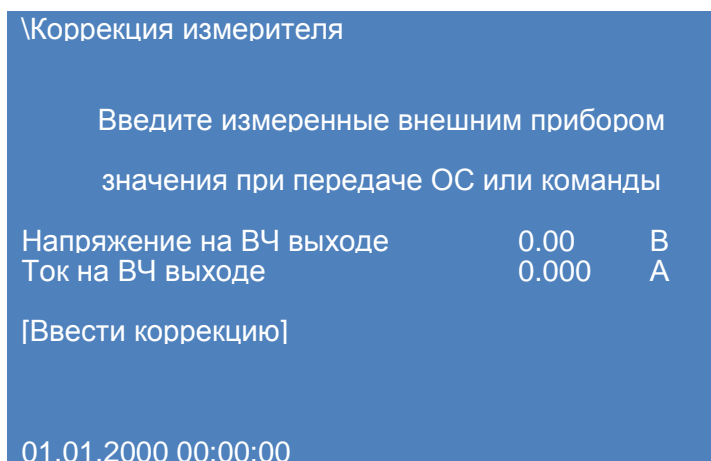 \Коррекция измерителя
Введите измеренные внешним прибором
значения при передаче ОС или команды
Напряжение на ВЧ выходе 0.00 В
Ток на ВЧ выходе 0.000 А
[Ввести коррекцию]
01.01.2000 00:00:00